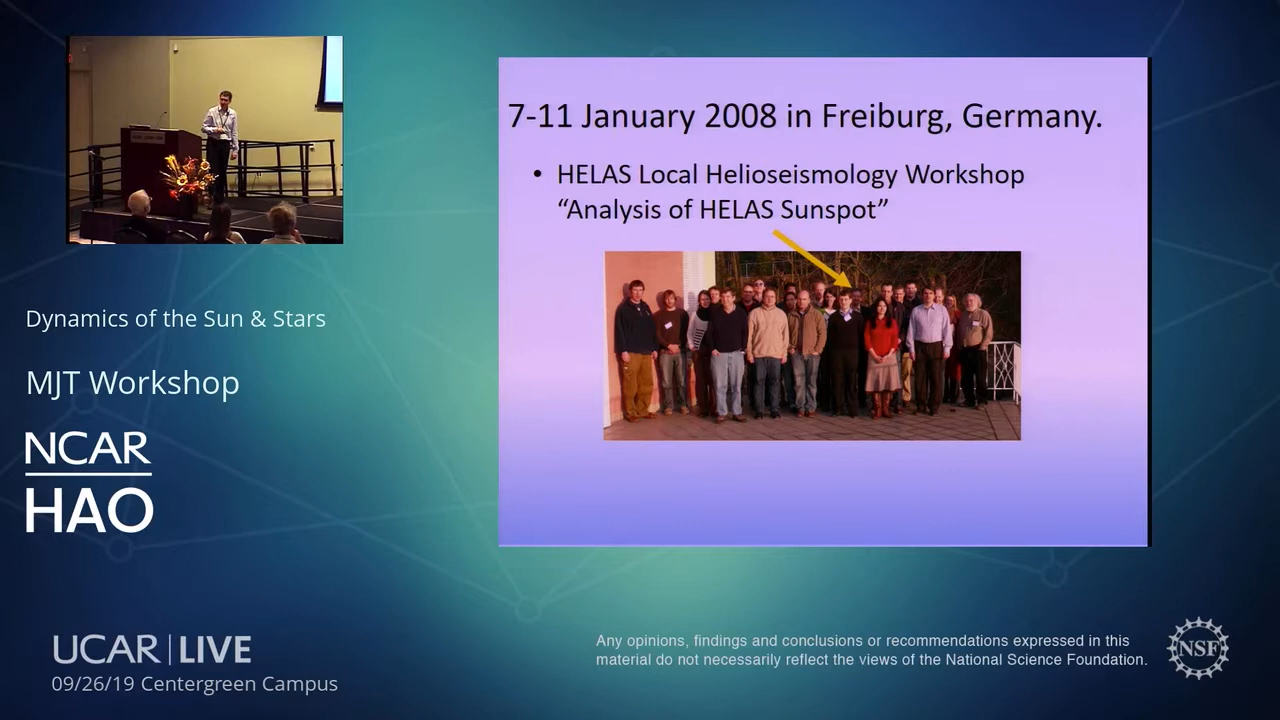 7-11 January 2008 in Freiburg, Germany.
• HELAS Local Helioseismology Workshop
“Analysis of HELAS Sunspot”
Dynamics of the Sun & Stars
MJT Workshop
NCAR
HAO
UCAR | LIVE
09/26/19 Centergreen Campus
Any opinions, findings and conclusions or recommendations expressed in this
material do not necessarily reflect the views of the National Science Foundation.
NSF